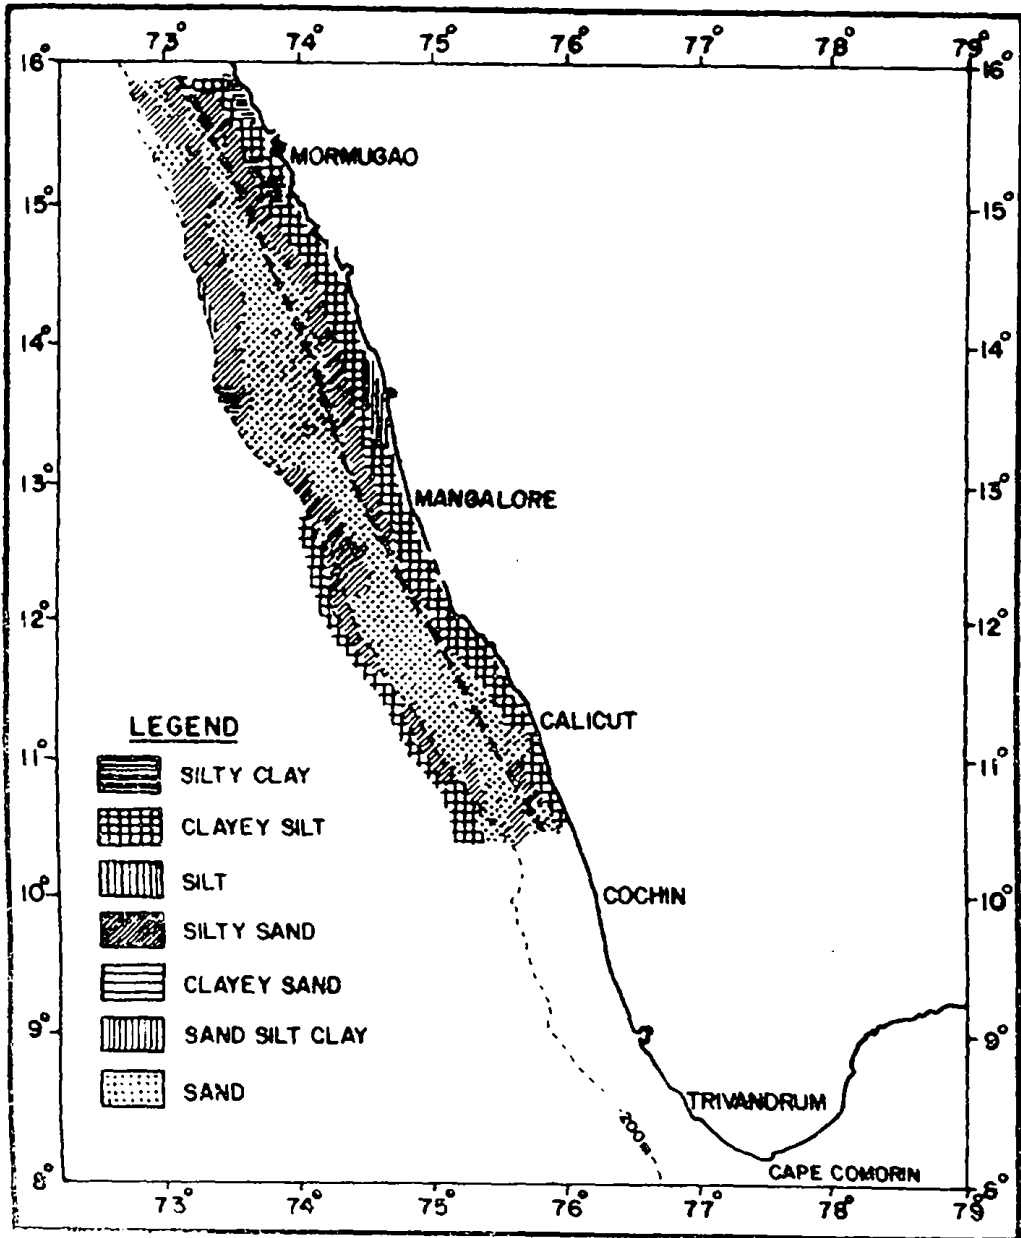 73° 74° 75° 76° 77° 78° 79°
16° 16°
MORMUGAO
15° 15°
14° 14°
13° 13°
MANGALORE
12° 12°
CALICUT
LEGEND
11° 11°
SILTY CLAY
CLAYEY SILT
SILT
10° 10°
COCHIN
SILTY SAND
CLAYEY SAND
9° 9°
SAND SILT CLAY
SAND
TRIVANDRUM
200m
CAPE COMORIN
8° 8°
73° 74° 75° 76° 77° 78° 79°